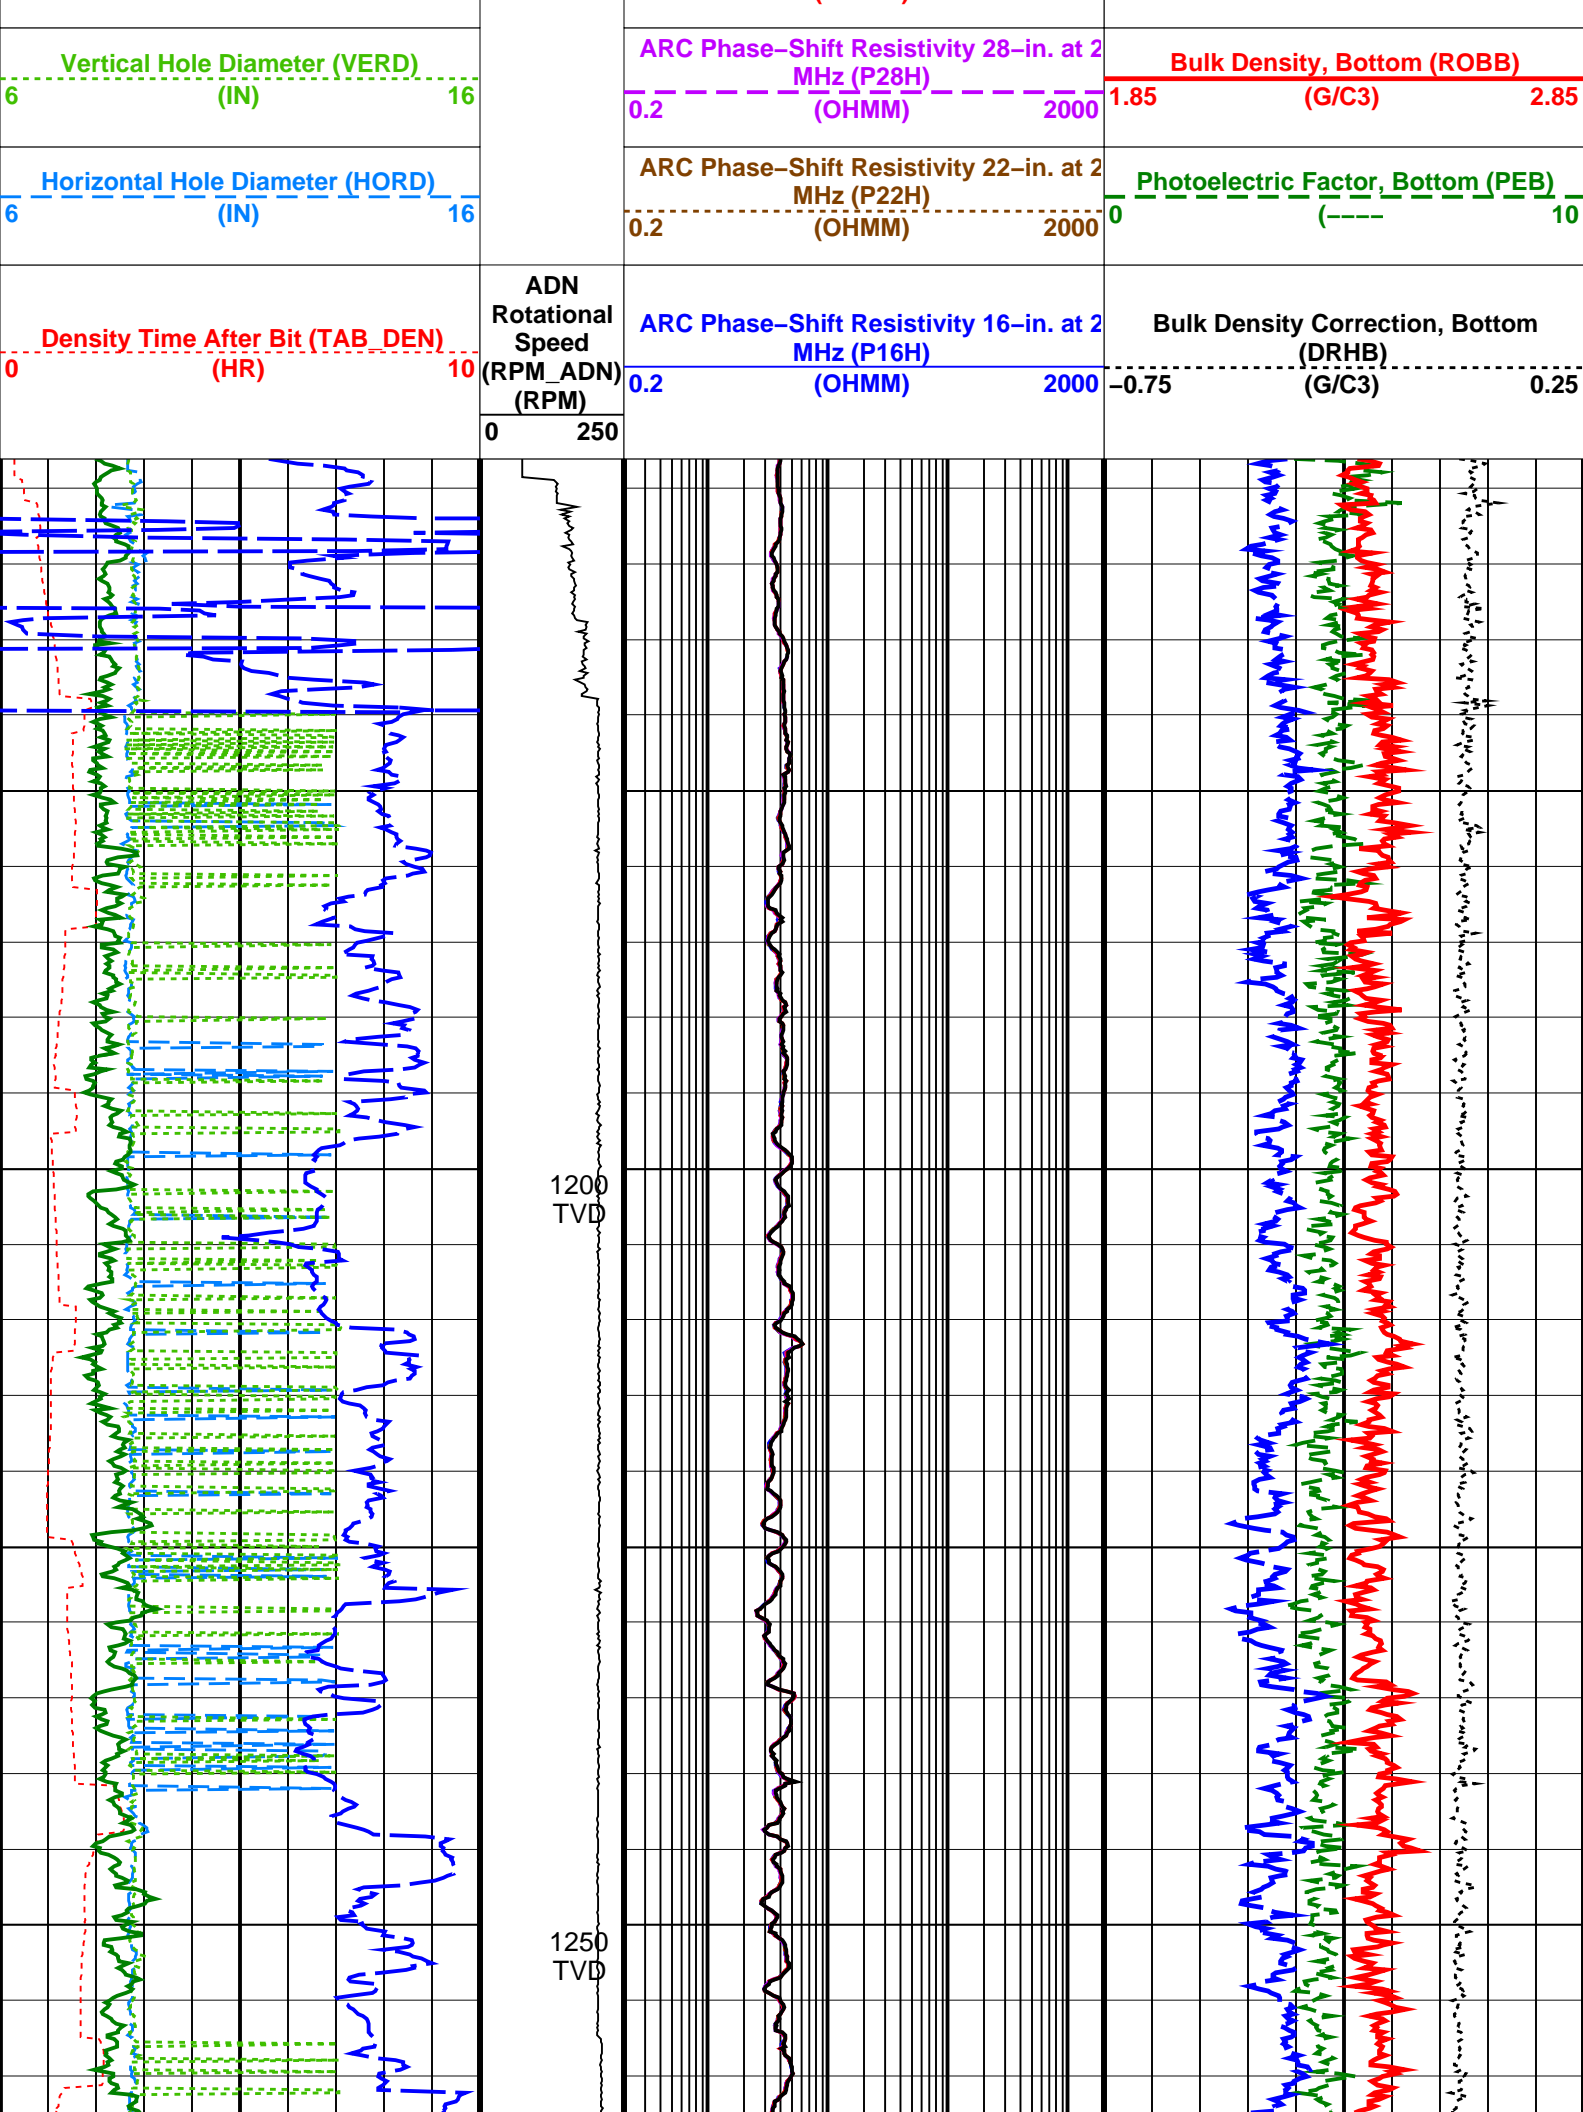 Vertical Hole Diameter (VERD)
6 (IN) 16
Horizontal Hole Diameter (HORD)
6 (IN) 16
Density Time After Bit (TAB_DEN)
0 (HR) 10
ADN
Rotational
Speed
(RPM_ADN)
(RPM)
0 250
ARC Phase–Shift Resistivity 28–in. at 2
MHz (P28H)
0.2 (OHMM) 2000
ARC Phase–Shift Resistivity 22–in. at 2
MHz (P22H)
0.2 (OHMM) 2000
ARC Phase–Shift Resistivity 16–in. at 2
MHz (P16H)
0.2 (OHMM) 2000
Bulk Density, Bottom (ROBB)
1.85 (G/C3) 2.85
Photoelectric Factor, Bottom (PEB)
0 (–––– 10
Bulk Density Correction, Bottom
(DRHB)
–0.75 (G/C3) 0.25
1200
TVD
1250
TVD